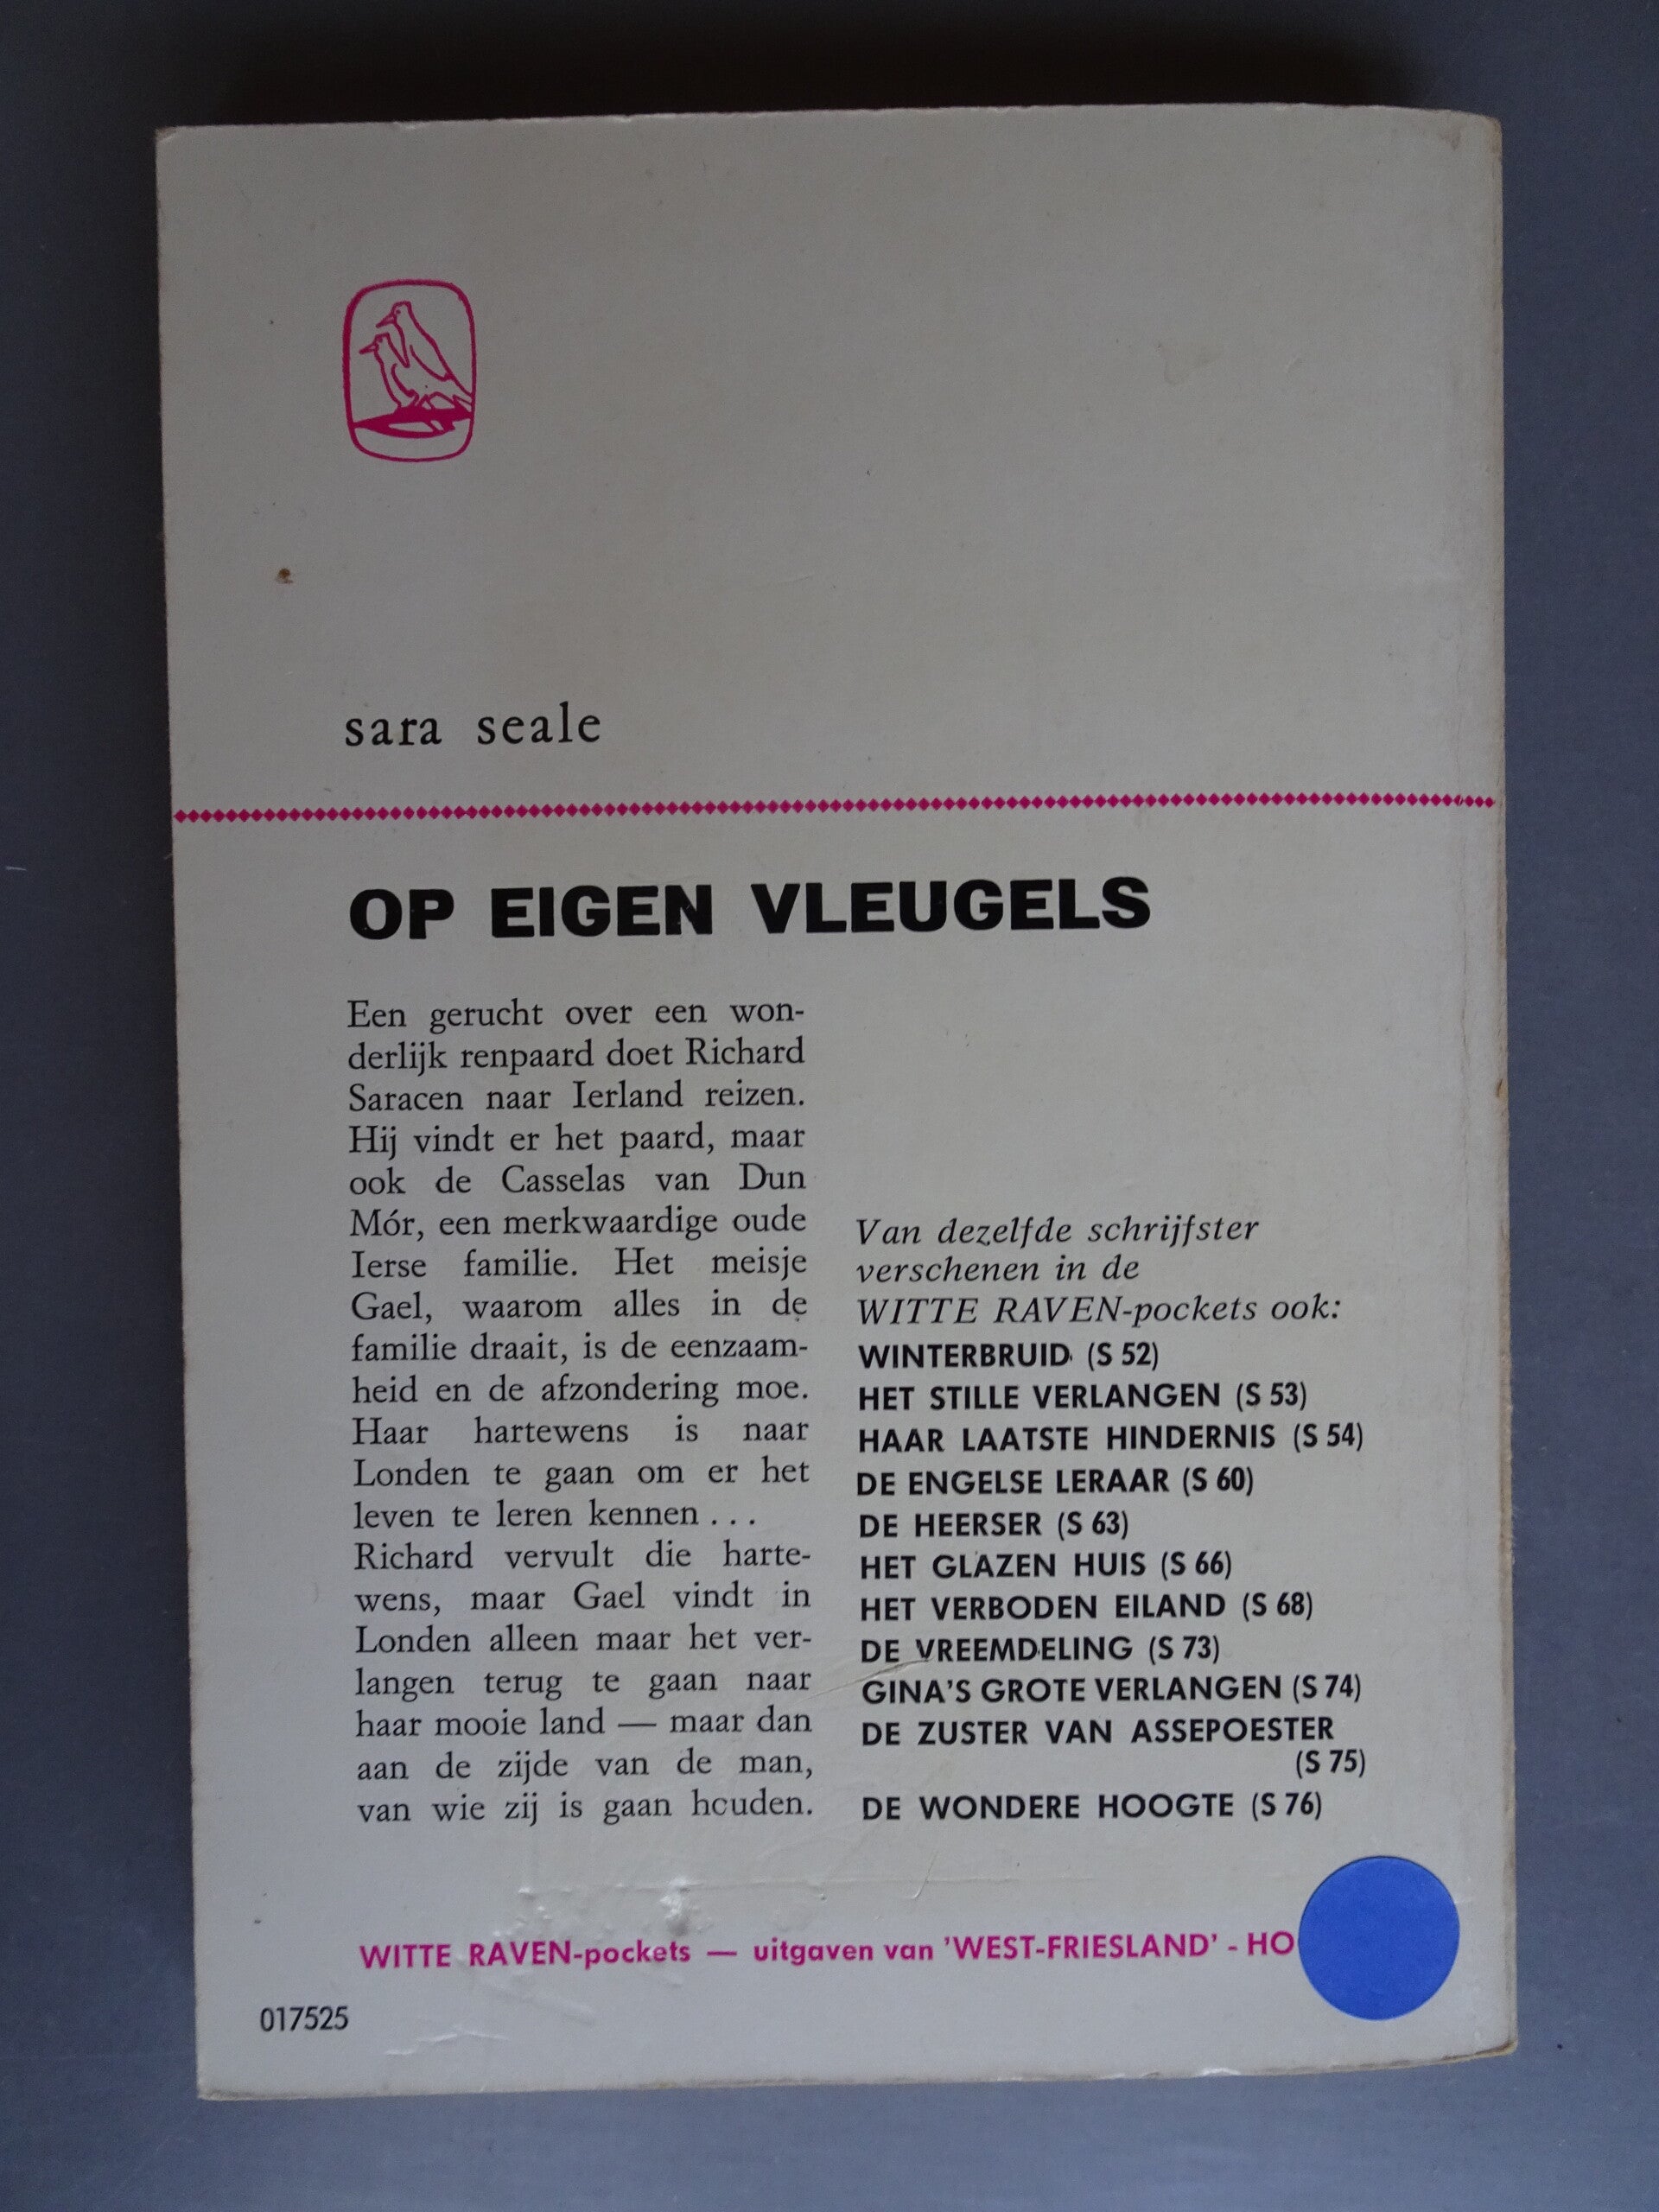 sara seale
OP EIGEN VLEUGELS
Een gerucht over een won-
derlijk renpaard doet Richard
Saracen naar Ierland reizen.
Hij vindt er het paard, maar
ook de Casselas van Dun
Mór, een merkwaardige oude
Ierse familie. Het meisje
Gael, waarom alles in de
familie draait, is de eenzaam-
heid en de afzondering moe.
Haar hartewens is naar
Londen te gaan om er het
leven te leren kennen ...
Richard vervult die harte-
wens, maar Gael vindt in
Londen alleen maar het ver-
langen terug te gaan naar
haar mooie land — maar dan
aan de zijde van de man,
van wie zij is gaan houden.
Van dezelfde schrijfster
verschenen in de
WITTE RAVEN-pockets ook:
WINTERBRUID (S 52)
HET STILLE VERLANGEN (S 53)
HAAR LAATSTE HINDERNIS (S 54)
DE ENGELSE LERAAR (S 60)
DE HEERSER (S 63)
HET GLAZEN HUIS (S 66)
HET VERBODEN EILAND (S 68)
DE VREEMDELING (S 73)
GINA'S GROTE VERLANGEN (S 74)
DE ZUSTER VAN ASSEPOESTER
(S 75)
DE WONDERE HOOGTE (S 76)
WITTE RAVEN-pockets — uitgaven van 'WEST-FRIESLAND' - HO
017525